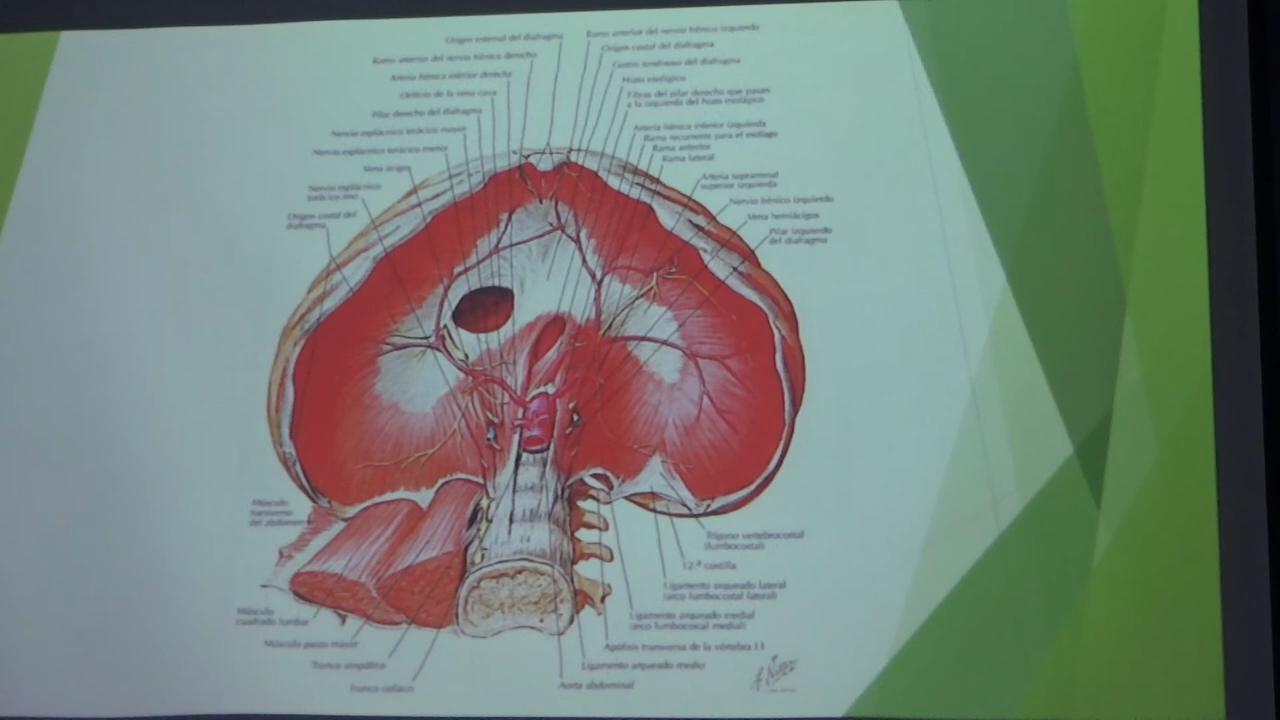 Origen esternal del diafragma
Ramo anterior del nervio frénico derecho
Arteria frénica inferior derecha
Orificio de la vena cava
Pilar derecho del diafragma
Nervio esplácnico torácico mayor
Nervio esplácnico torácico menor
Vena ácigos
Nervio esplácnico
torácico imo
Origen costal del
diafragma
Ramo anterior del nervio frénico izquierdo
Origen costal del diafragma
Centro tendinoso del diafragma
Hiato esofágico
Fibras del pilar derecho que pasan
a la izquierda del hiato esofágico
Arteria frénica inferior izquierda
Rama recurrente para el esófago
Rama anterior
Rama lateral
Arteria suprarrenal
superior izquierda
Nervio frénico izquierdo
Vena hemiácigos
Pilar izquierdo
del diafragma
Músculo
transverso
del abdomen
Músculo
cuadrado lumbar
Músculo psoas mayor
Tronco simpático
Tronco celíaco
Trígono vertebrocostal
(lumbocostal)
12.ª costilla
Ligamento arqueado lateral
(arco lumbocostal lateral)
Ligamento arqueado medial
(arco lumbocostal medial)
Apófisis transversa de la vértebra L1
Ligamento arqueado medio
Aorta abdominal
F. Netter